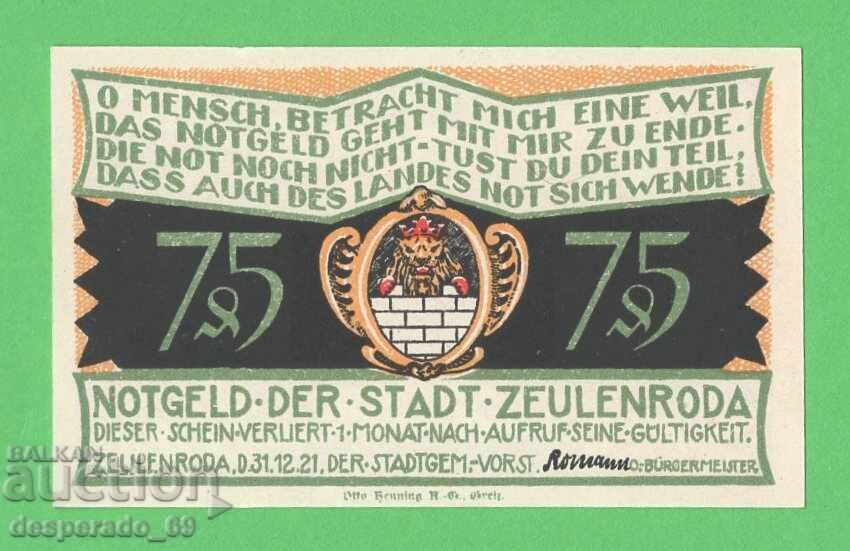 O MENSCH, BETRACHT MICH EINE WEIL,
DAS NOTGELD GEHT MIT MIR ZU ENDE.
DIE NOT NOCH NICHT - TUST DU DEIN TEIL,
DASS AUCH DES LANDES NOT SICH WENDE?
75 75
NOTGELD · DER · STADT · ZEULENRODA
DIESER · SCHEIN · VERLIERT · 1 · MONAT · NACH · AUFRUF · SEINE · GÜLTIGKEIT.
ZEULENRODA, D. 31.12.21, DER STADTGEM.-VORST. Romann O.-BÜRGERMEISTER.
Otto Henning A.-G., Greiz.
BALKAN
auction
desperado_69